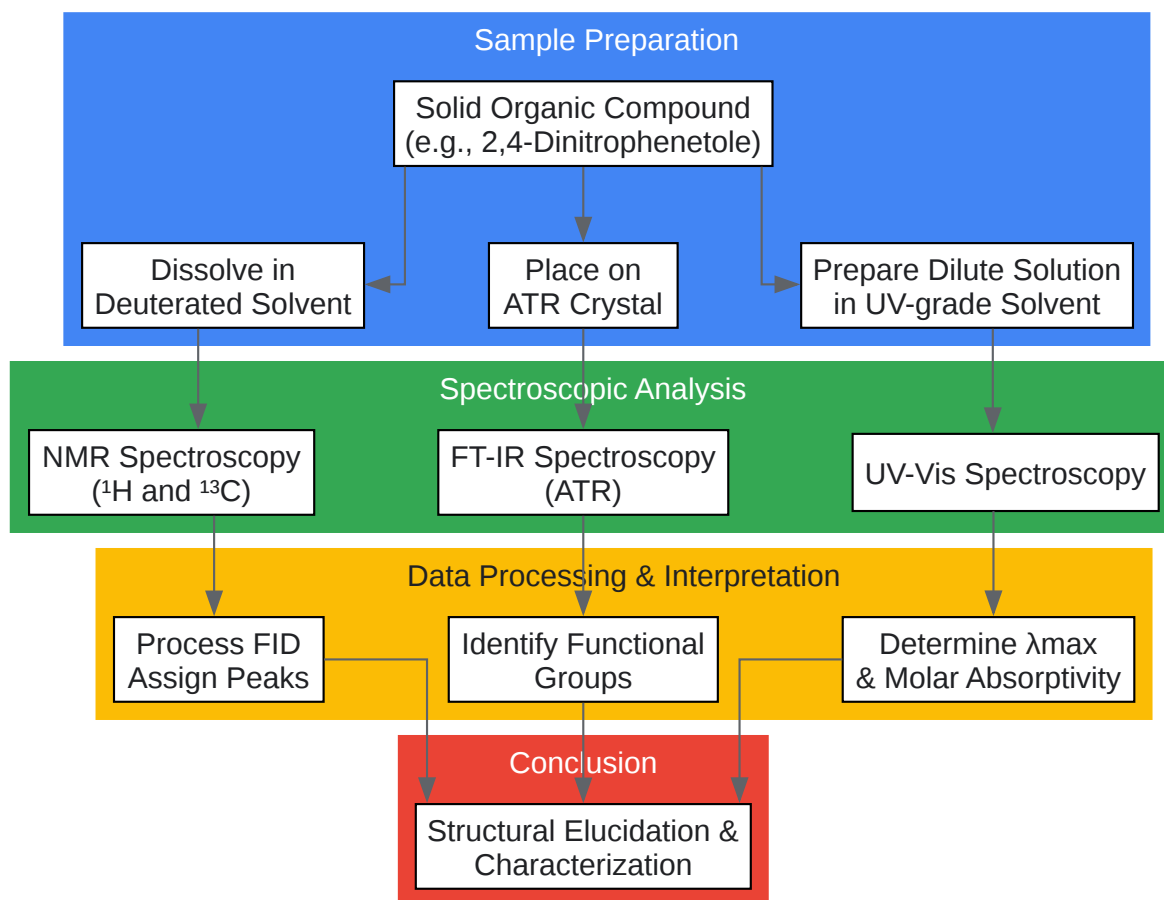 Sample Preparation
Solid Organic Compound
(e.g., 2,4-Dinitrophenetole)
Dissolve in
Deuterated Solvent
Place on
ATR Crystal
Prepare Dilute Solution
in UV-grade Solvent
Spectroscopic Analysis
NMR Spectroscopy
(¹H and ¹³C)
FT-IR Spectroscopy
(ATR)
UV-Vis Spectroscopy
Data Processing & Interpretation
Process FID
Assign Peaks
Identify Functional
Groups
Determine λmax
& Molar Absorptivity
Conclusion
Structural Elucidation &
Characterization